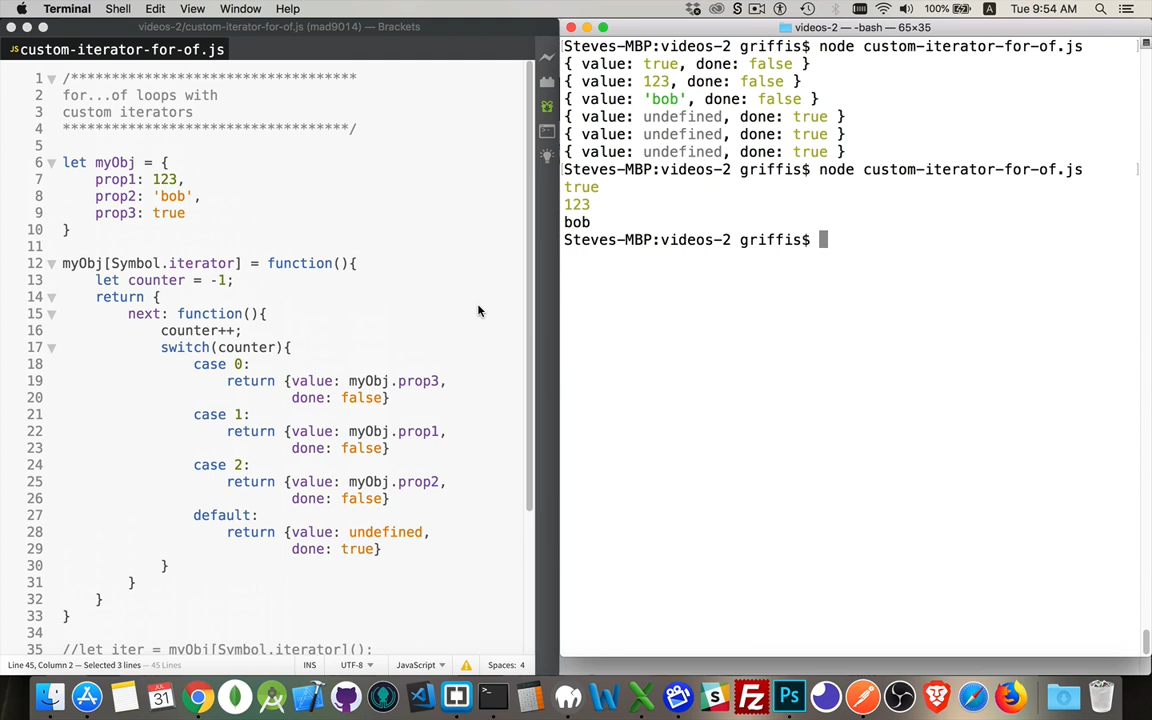 Terminal Shell Edit View Window Help
100% A Tue 9:54 AM
videos-2/custom-iterator-for-of.js (mad9014) — Brackets
JS custom-iterator-for-of.js
1 /**********************************
2 for...of loops with
3 custom iterators
4 **********************************/
5
6 let myObj = {
7 prop1: 123,
8 prop2: 'bob',
9 prop3: true
10 }
11
12 myObj[Symbol.iterator] = function(){
13 let counter = -1;
14 return {
15 next: function(){
16 counter++;
17 switch(counter){
18 case 0:
19 return {value: myObj.prop3,
20 done: false}
21 case 1:
22 return {value: myObj.prop1,
23 done: false}
24 case 2:
25 return {value: myObj.prop2,
26 done: false}
27 default:
28 return {value: undefined,
29 done: true}
30 }
31 }
32 }
33 }
34
35 //let iter = myObj[Symbol.iterator]();
Line 45, Column 2 — Selected 3 lines — 45 Lines INS UTF-8 JavaScript Spaces: 4
videos-2 — -bash — 65×35
Steves-MBP:videos-2 griffis$ node custom-iterator-for-of.js
{ value: true, done: false }
{ value: 123, done: false }
{ value: 'bob', done: false }
{ value: undefined, done: true }
{ value: undefined, done: true }
{ value: undefined, done: true }
Steves-MBP:videos-2 griffis$ node custom-iterator-for-of.js
true
123
bob
Steves-MBP:videos-2 griffis$